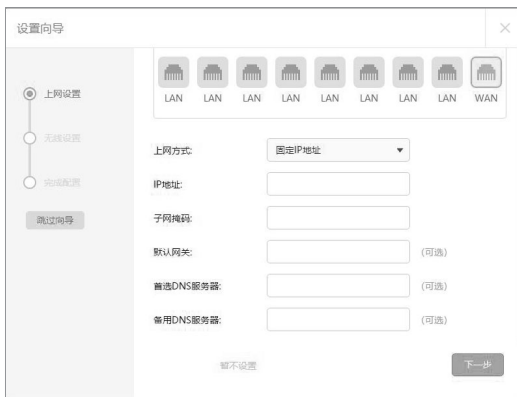 设置向导
LAN LAN LAN LAN LAN LAN LAN LAN WAN
上网设置
无线设置
完成配置
跳过向导
上网方式: 固定IP地址
IP地址:
子网掩码:
默认网关: (可选)
首选DNS服务器: (可选)
备用DNS服务器: (可选)
暂不设置 下一步